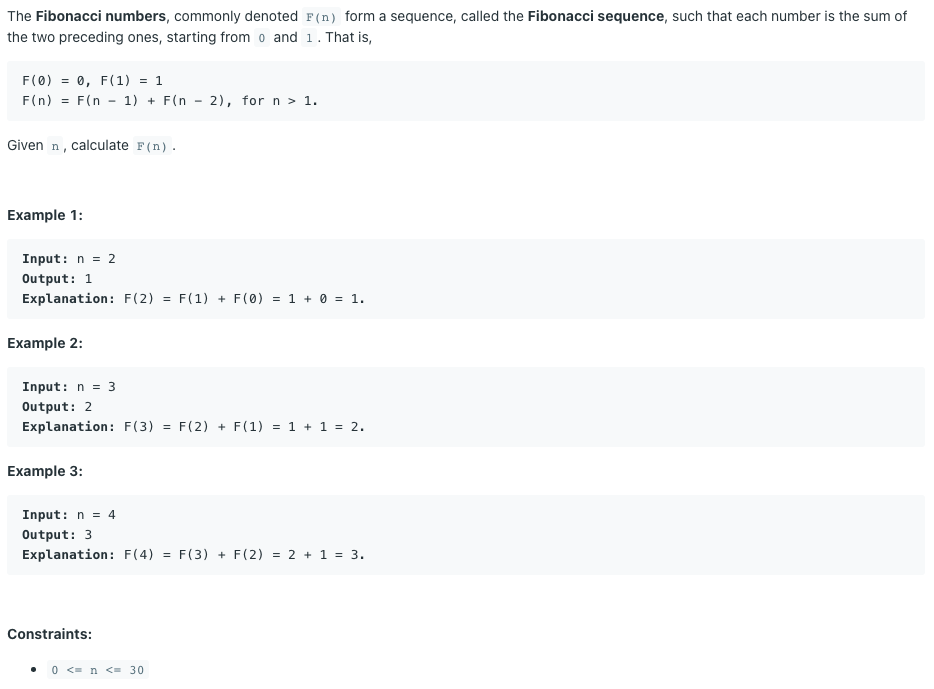 The Fibonacci numbers, commonly denoted F(n) form a sequence, called the Fibonacci sequence, such that each number is the sum of
the two preceding ones, starting from 0 and 1. That is,
F(0) = 0, F(1) = 1
F(n) = F(n − 1) + F(n − 2), for n > 1.
Given n, calculate F(n).
Example 1:
Input: n = 2
Output: 1
Explanation: F(2) = F(1) + F(0) = 1 + 0 = 1.
Example 2:
Input: n = 3
Output: 2
Explanation: F(3) = F(2) + F(1) = 1 + 1 = 2.
Example 3:
Input: n = 4
Output: 3
Explanation: F(4) = F(3) + F(2) = 2 + 1 = 3.
Constraints:
• 0 <= n <= 30